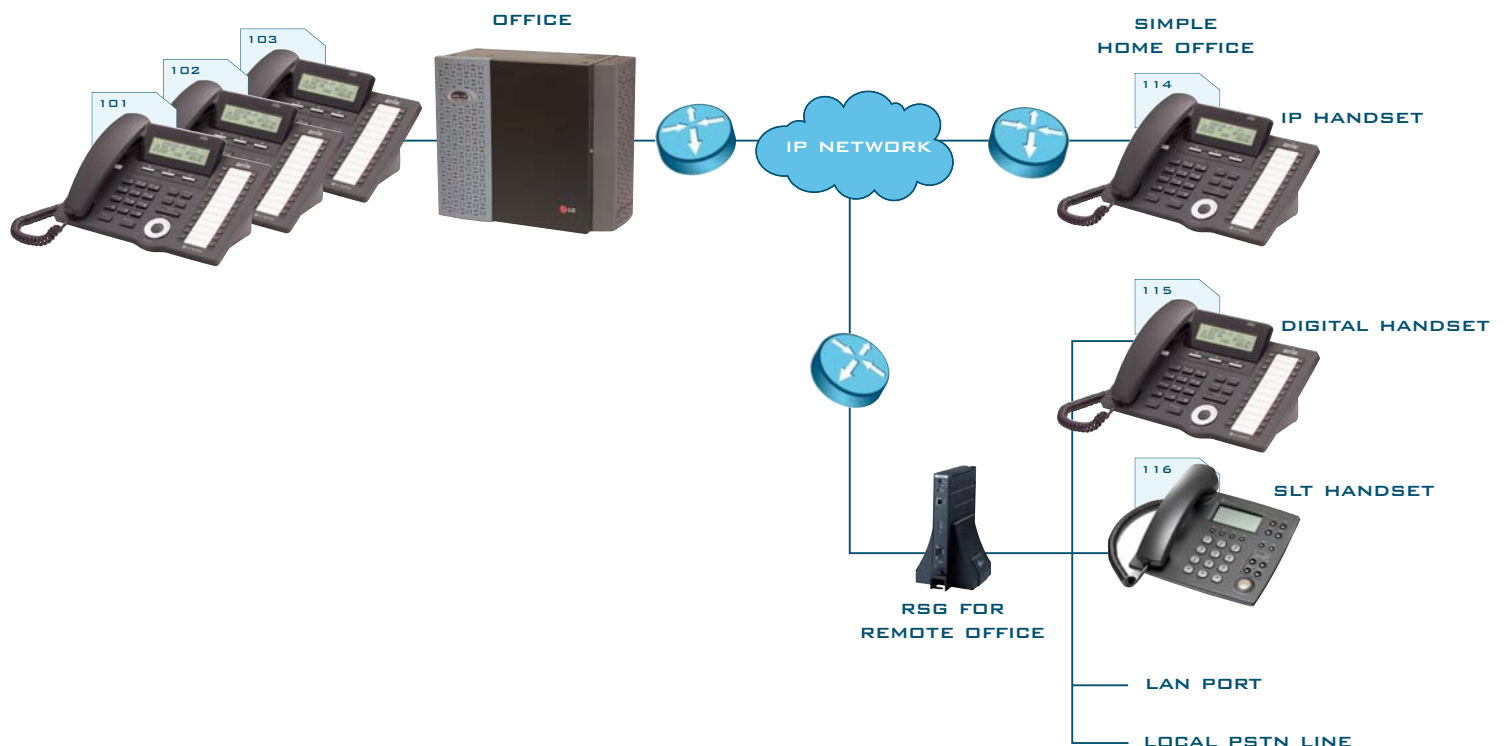 OFFICE
SIMPLE
HOME OFFICE
103
102
101
114
IP HANDSET
IP NETWORK
LG
115
DIGITAL HANDSET
116
SLT HANDSET
RSG FOR
REMOTE OFFICE
LAN PORT
LOCAL PSTN LINE